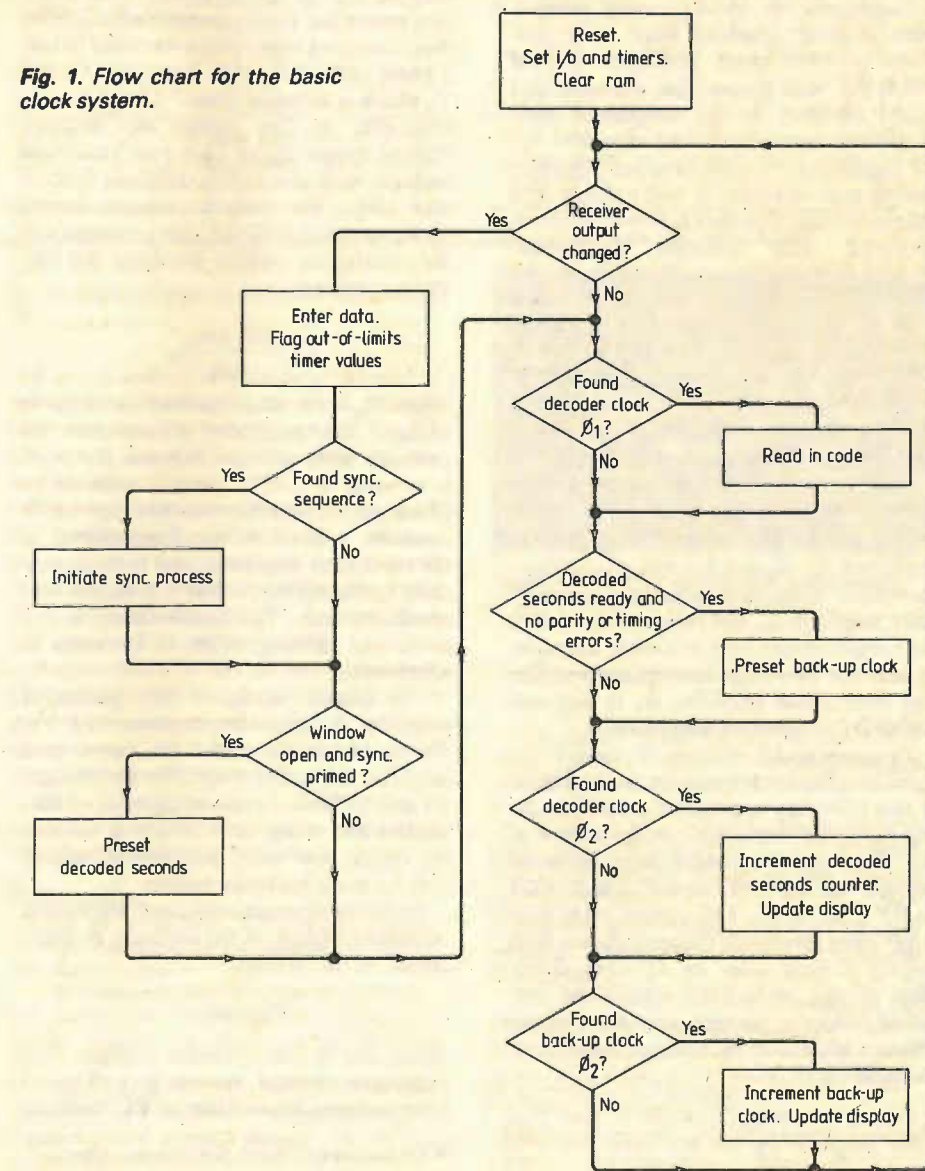 Fig. 1. Flow chart for the basic
clock system.
Reset.
Set i/o and timers.
Clear ram
Receiver
output
changed?
Yes
No
Enter data.
Flag out-of-limits
timer values
Found sync.
sequence?
Yes
No
Initiate sync. process
Window
open and sync.
primed?
Yes
No
Preset
decoded seconds
Found
decoder clock
Ø1?
Yes
No
Read in code
Decoded
seconds ready and
no parity or timing
errors?
Yes
No
Preset back-up clock
Found
decoder clock
Ø2?
Yes
No
Increment decoded
seconds counter.
Update display
Found
back-up clock
Ø2?
Yes
No
Increment back-up
clock. Update display